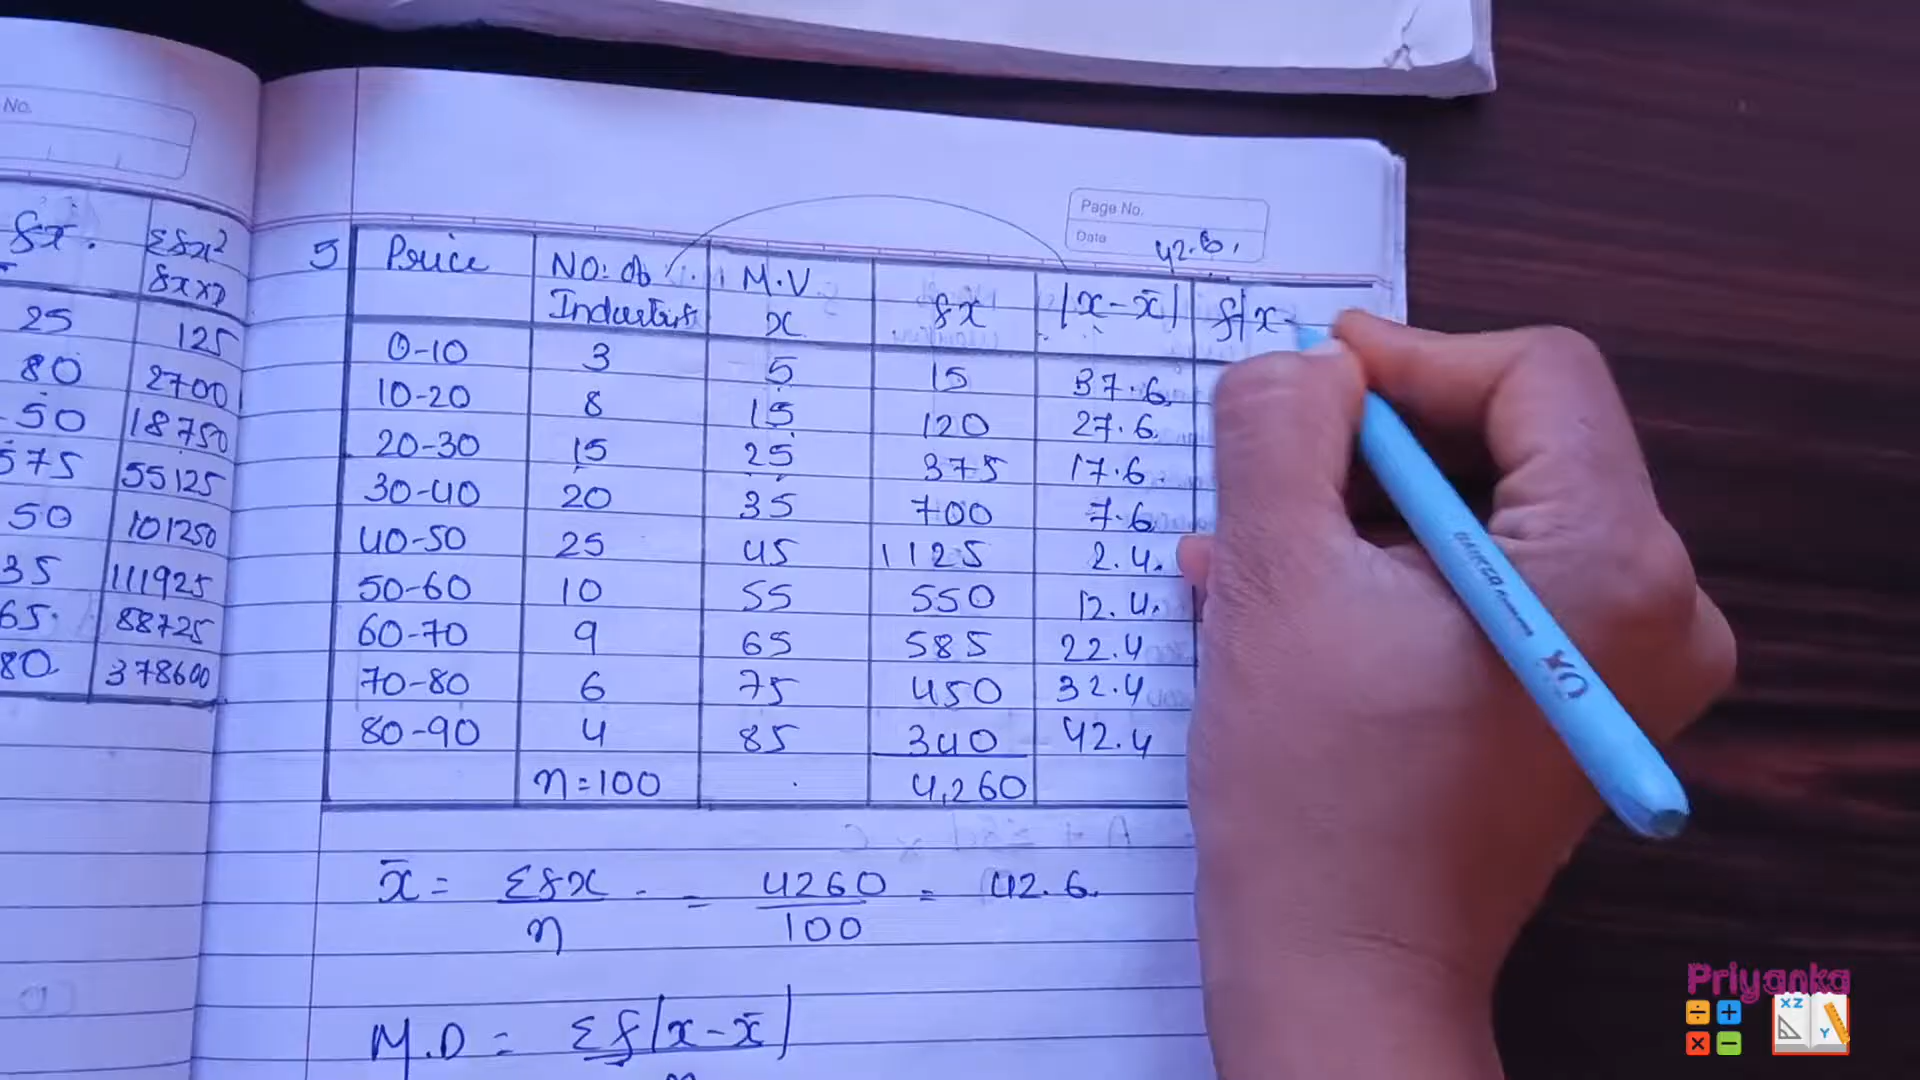 No.
fx.
Σfx²
fx×x
25 125
80 2700
50 18750
575 55125
50 101250
35 111925
65. 88725
80. 378600
Page No.
Date 42.6.
5
Price NO: of Industries M.V x fx |x-x̄| f|x-
0-10 3 5 15 37.6
10-20 8 15 120 27.6
20-30 15 25 375 17.6
30-40 20 35 700 7.6
40-50 25 45 1125 2.4.
50-60 10 55 550 12.4.
60-70 9 65 585 22.4
70-80 6 75 450 32.4
80-90 4 85 340 42.4
n=100 4,260
x̄ = Σfx / n = 4260 / 100 = 42.6.
M.D = Σf|x-x̄|
Priyanka
XZ
Y